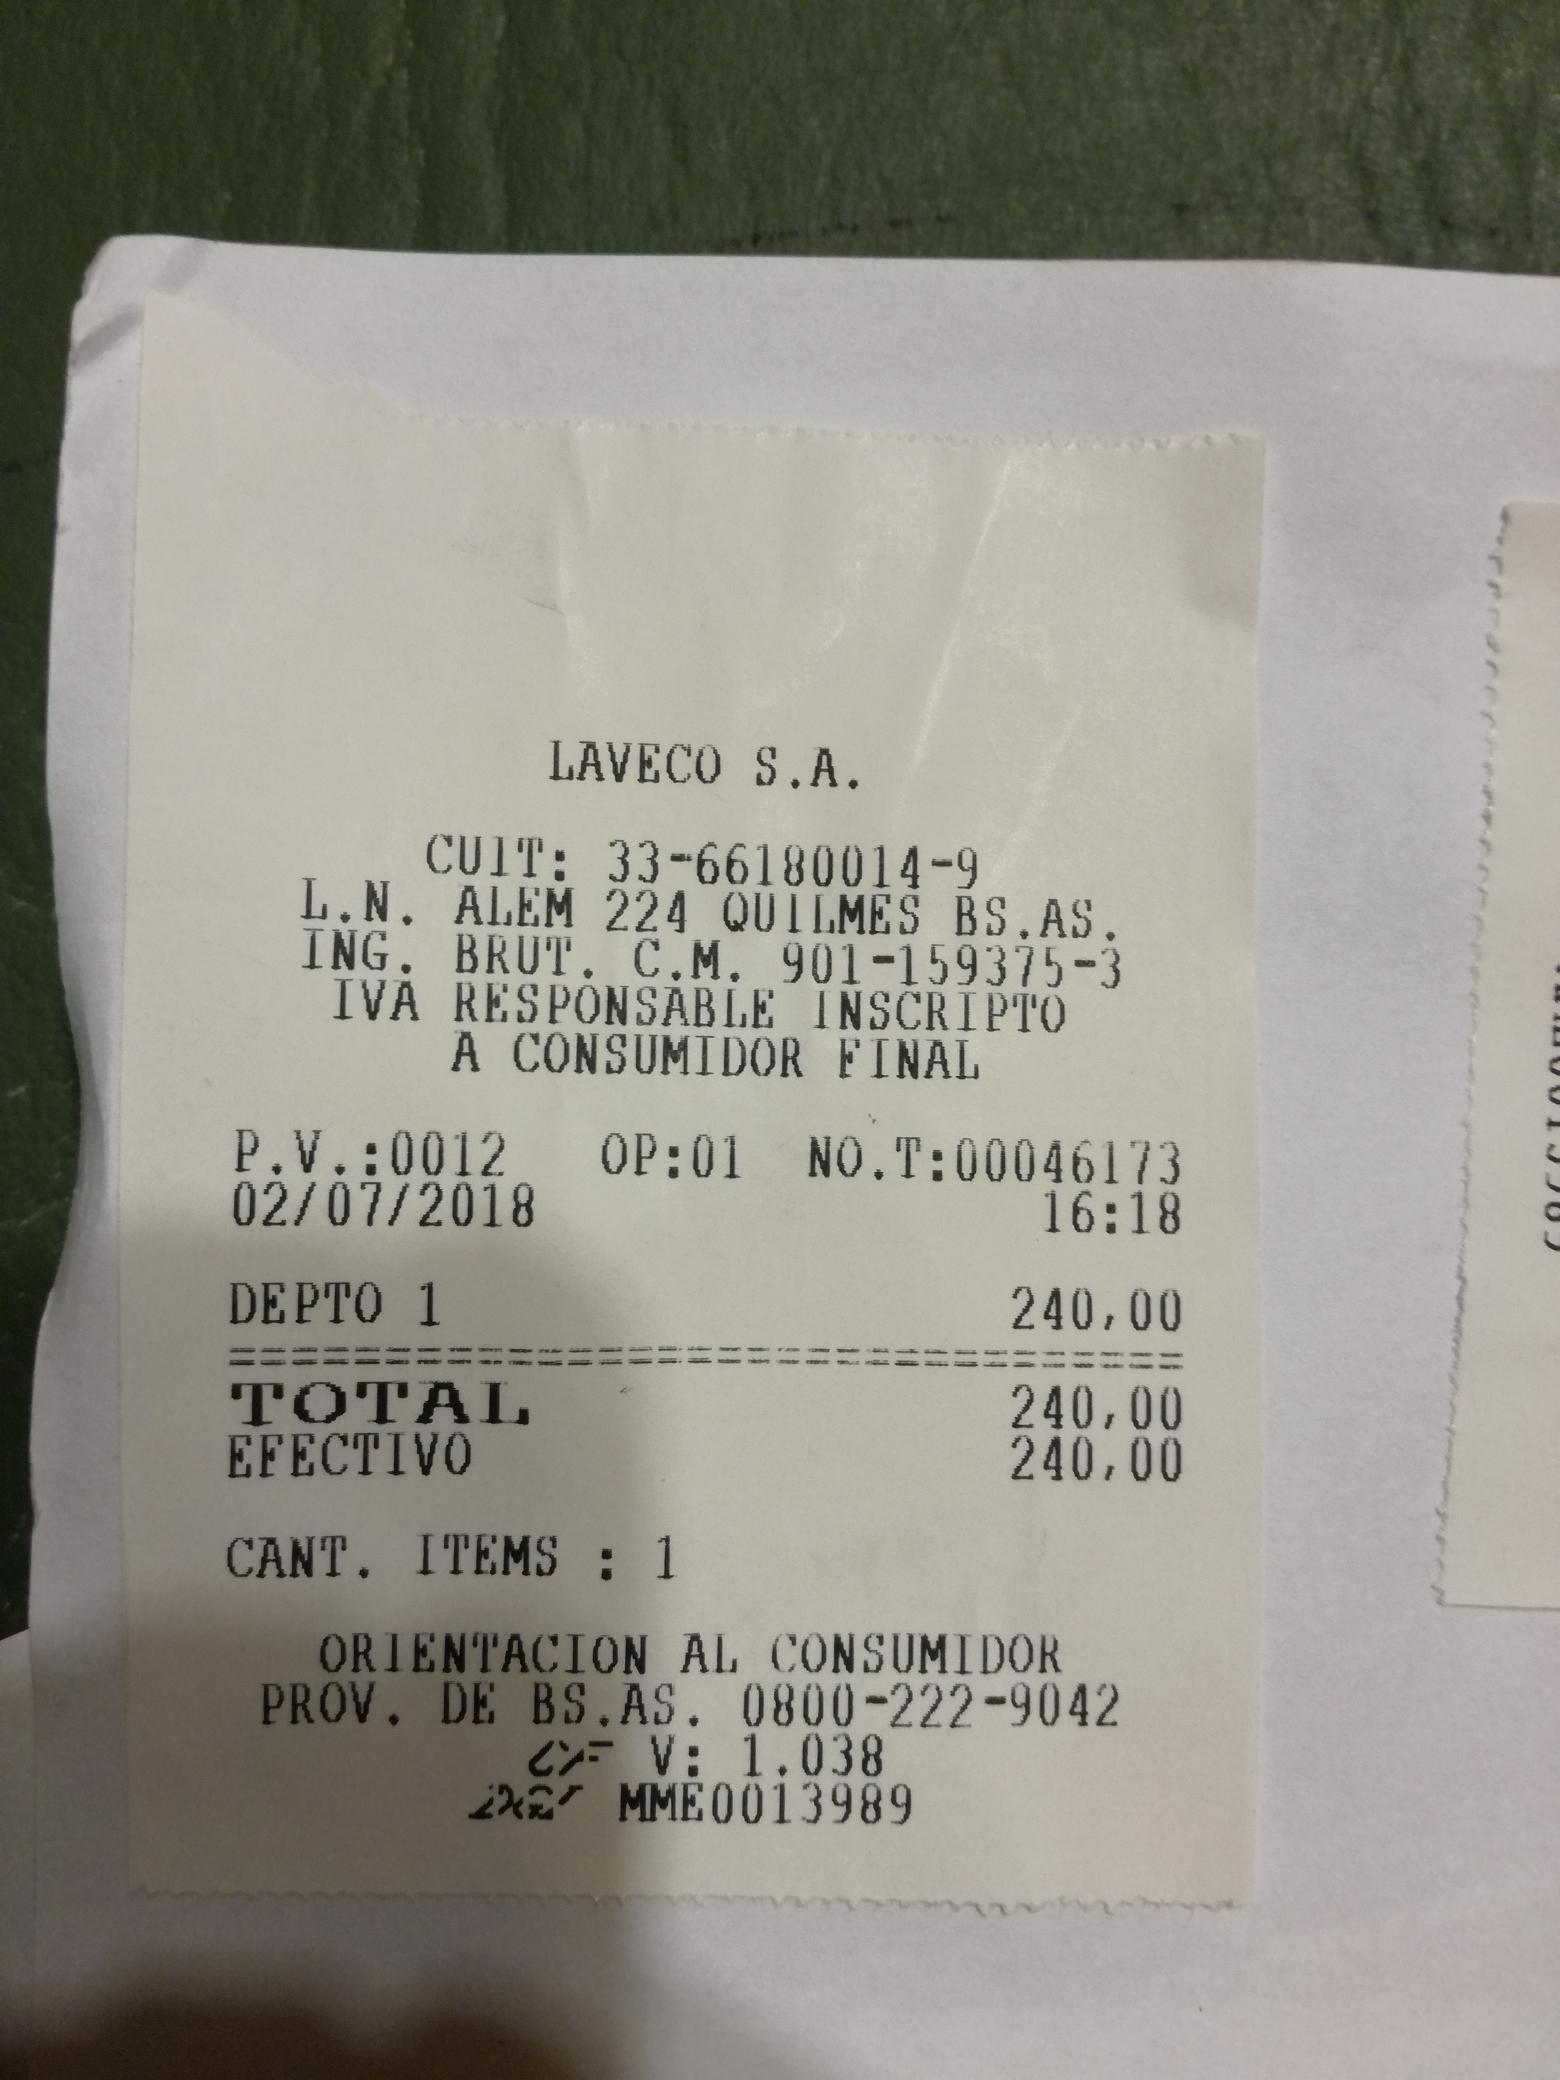 LAVECO S.A.
CUIT: 33-66180014-9
L.N. ALEM 224 QUILMES BS.AS.
ING. BRUT. C.M. 901-159375-3
IVA RESPONSABLE INSCRIPTO
A CONSUMIDOR FINAL
P.V.:0012 OP:01 NO.T:00046173
02/07/2018 16:18
DEPTO 1 240,00
==========================
TOTAL 240,00
EFECTIVO 240,00
CANT. ITEMS : 1
ORIENTACION AL CONSUMIDOR
PROV. DE BS.AS. 0800-222-9042
V: 1.038
MME0013989